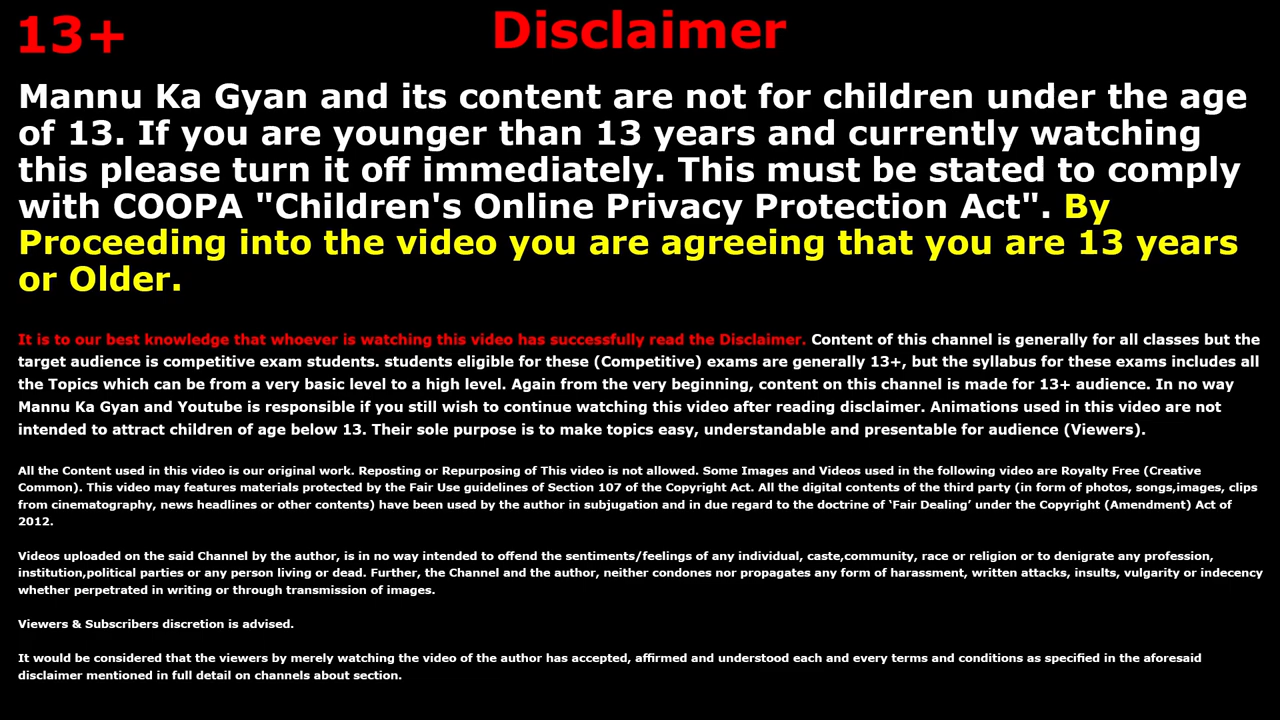 13+
Disclaimer
Mannu Ka Gyan and its content are not for children under the age
of 13. If you are younger than 13 years and currently watching
this please turn it off immediately. This must be stated to comply
with COOPA "Children's Online Privacy Protection Act". By
Proceeding into the video you are agreeing that you are 13 years
or Older.
It is to our best knowledge that whoever is watching this video has successfully read the Disclaimer. Content of this channel is generally for all classes but the
target audience is competitive exam students. students eligible for these (Competitive) exams are generally 13+, but the syllabus for these exams includes all
the Topics which can be from a very basic level to a high level. Again from the very beginning, content on this channel is made for 13+ audience. In no way
Mannu Ka Gyan and Youtube is responsible if you still wish to continue watching this video after reading disclaimer. Animations used in this video are not
intended to attract children of age below 13. Their sole purpose is to make topics easy, understandable and presentable for audience (Viewers).
All the Content used in this video is our original work. Reposting or Repurposing of This video is not allowed. Some Images and Videos used in the following video are Royalty Free (Creative
Common). This video may features materials protected by the Fair Use guidelines of Section 107 of the Copyright Act. All the digital contents of the third party (in form of photos, songs,images, clips
from cinematography, news headlines or other contents) have been used by the author in subjugation and in due regard to the doctrine of ‘Fair Dealing’ under the Copyright (Amendment) Act of
2012.
Videos uploaded on the said Channel by the author, is in no way intended to offend the sentiments/feelings of any individual, caste,community, race or religion or to denigrate any profession,
institution,political parties or any person living or dead. Further, the Channel and the author, neither condones nor propagates any form of harassment, written attacks, insults, vulgarity or indecency
whether perpetrated in writing or through transmission of images.
Viewers & Subscribers discretion is advised.
It would be considered that the viewers by merely watching the video of the author has accepted, affirmed and understood each and every terms and conditions as specified in the aforesaid
disclaimer mentioned in full detail on channels about section.